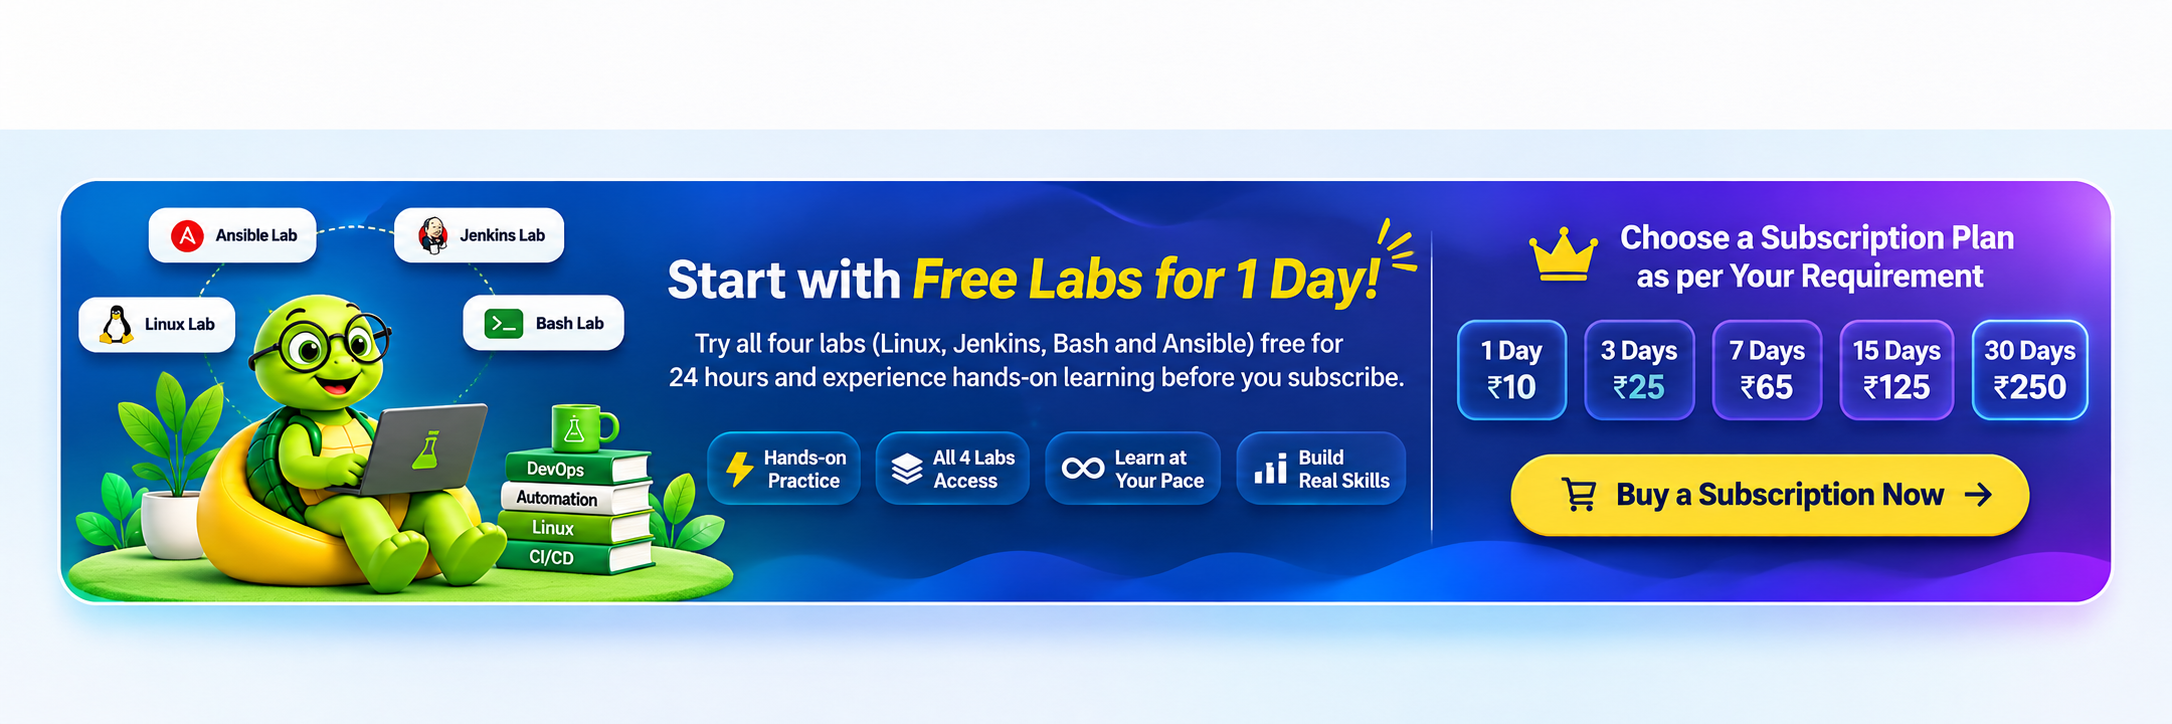 Ansible Lab
Jenkins Lab
Linux Lab
Bash Lab
DevOps
Automation
Linux
CI/CD
Start with Free Labs for 1 Day!
Try all four labs (Linux, Jenkins, Bash and Ansible) free for
24 hours and experience hands-on learning before you subscribe.
Hands-on
Practice
All 4 Labs
Access
Learn at
Your Pace
Build
Real Skills
Choose a Subscription Plan
as per Your Requirement
1 Day
₹10
3 Days
₹25
7 Days
₹65
15 Days
₹125
30 Days
₹250
Buy a Subscription Now